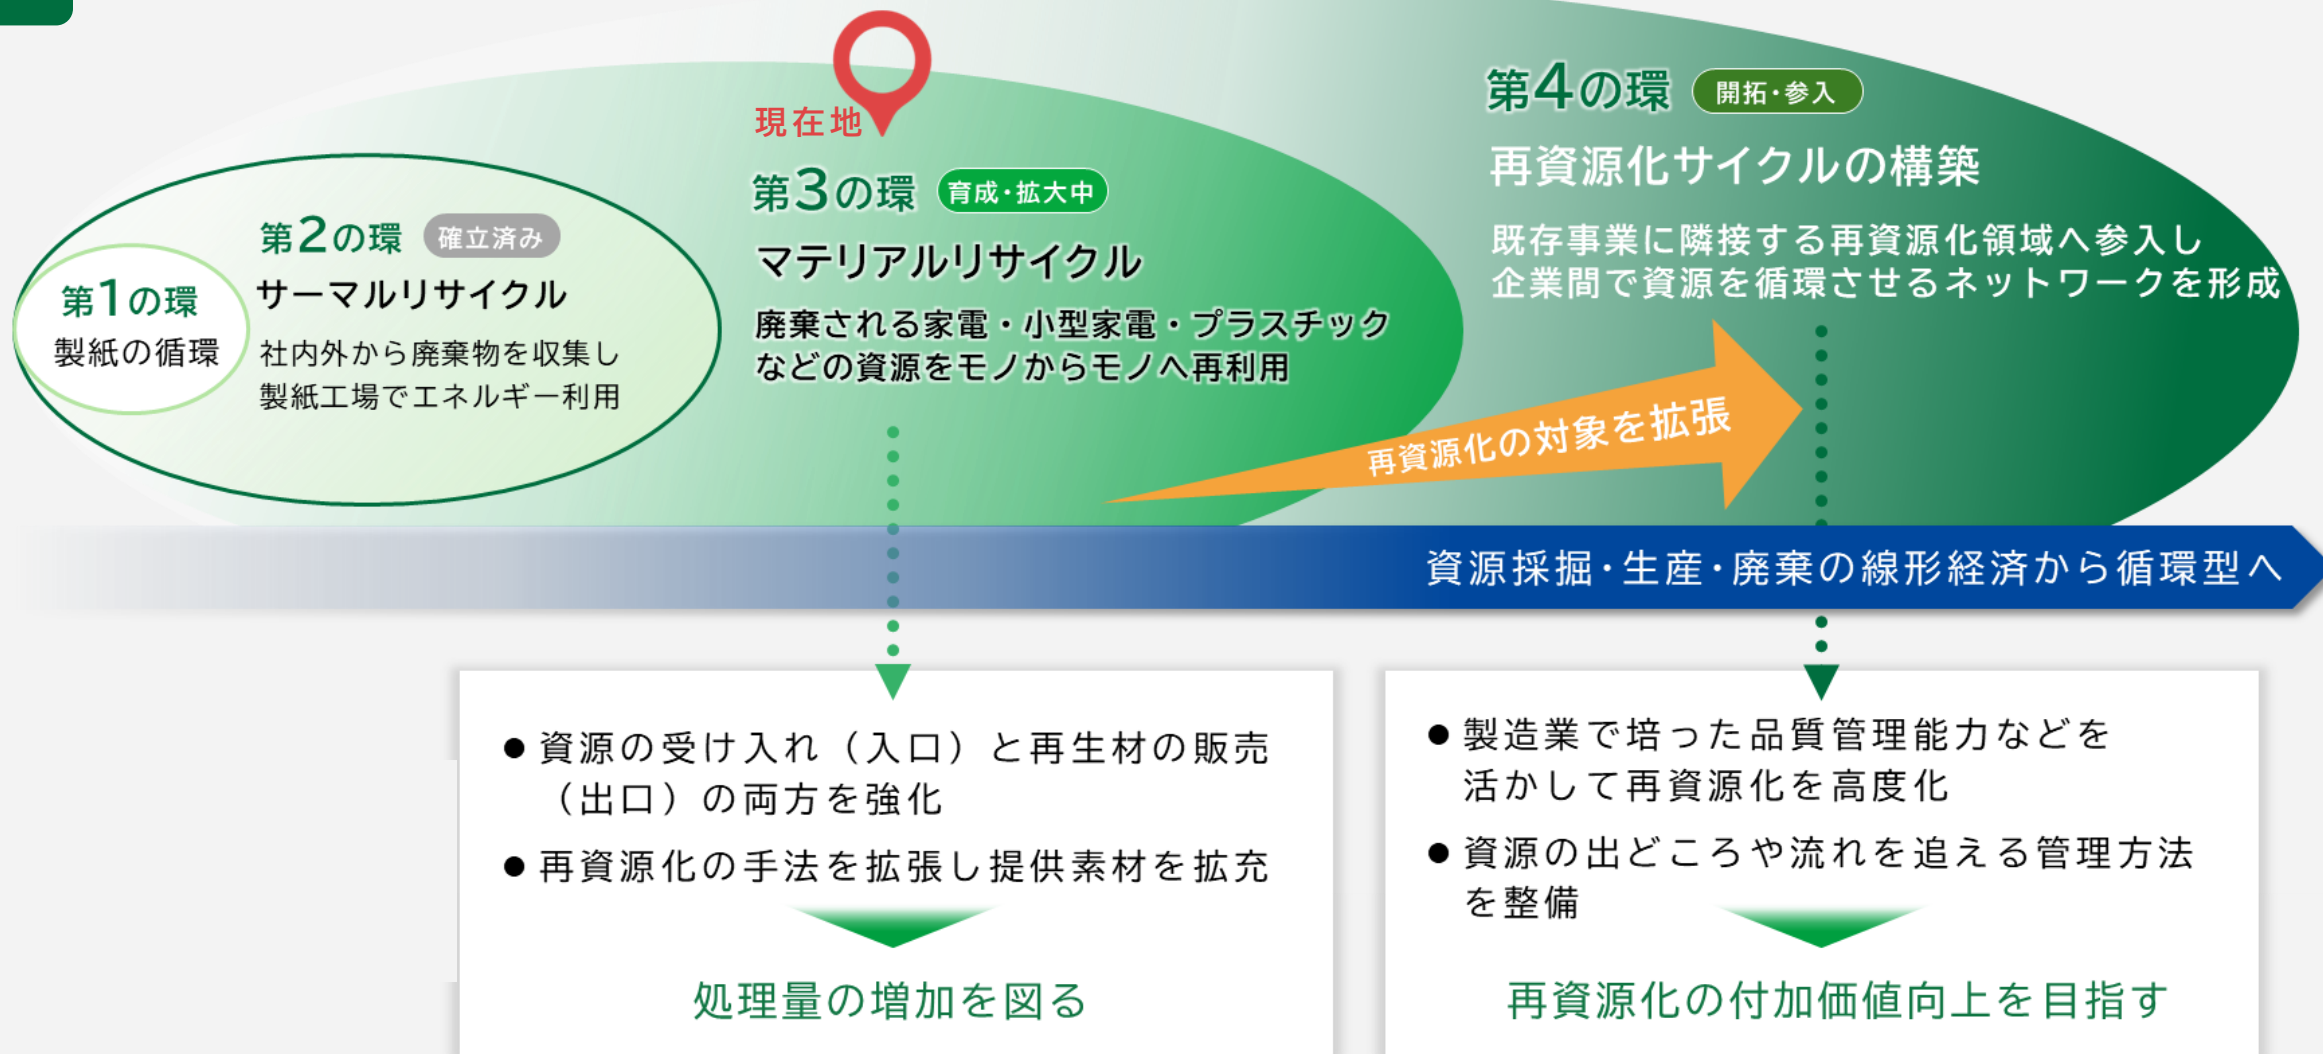 第1の環
製紙の循環
第2の環 確立済み
サーマルリサイクル
社内外から廃棄物を収集し
製紙工場でエネルギー利用
現在地
第3の環 育成・拡大中
マテリアルリサイクル
廃棄される家電・小型家電・プラスチック
などの資源をモノからモノへ再利用
第4の環 開拓・参入
再資源化サイクルの構築
既存事業に隣接する再資源化領域へ参入し
企業間で資源を循環させるネットワークを形成
再資源化の対象を拡張
資源採掘・生産・廃棄の線形経済から循環型へ
●資源の受け入れ（入口）と再生材の販売
（出口）の両方を強化
●再資源化の手法を拡張し提供素材を拡充
処理量の増加を図る
●製造業で培った品質管理能力などを
活かして再資源化を高度化
●資源の出どころや流れを追える管理方法
を整備
再資源化の付加価値向上を目指す